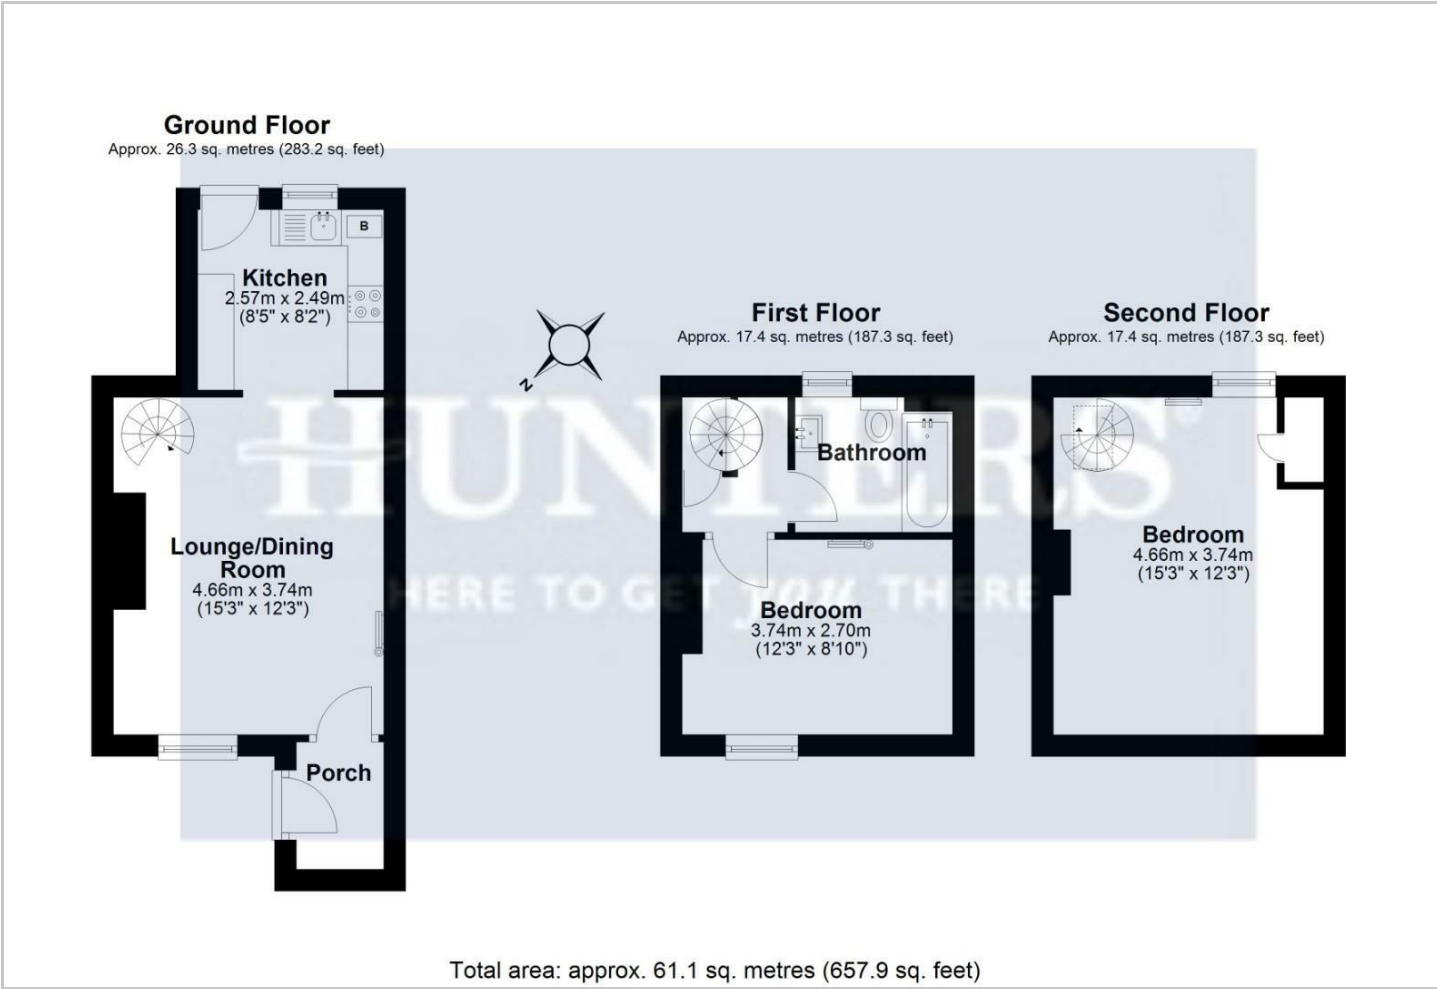 Ground Floor
Approx. 26.3 sq. metres (283.2 sq. feet)
B
Kitchen
2.57m x 2.49m
(8'5" x 8'2")
Lounge/Dining
Room
4.66m x 3.74m
(15'3" x 12'3")
Porch
N
First Floor
Approx. 17.4 sq. metres (187.3 sq. feet)
Bathroom
Bedroom
3.74m x 2.70m
(12'3" x 8'10")
Second Floor
Approx. 17.4 sq. metres (187.3 sq. feet)
Bedroom
4.66m x 3.74m
(15'3" x 12'3")
HUNTERS
HERE TO GET you THERE
Total area: approx. 61.1 sq. metres (657.9 sq. feet)